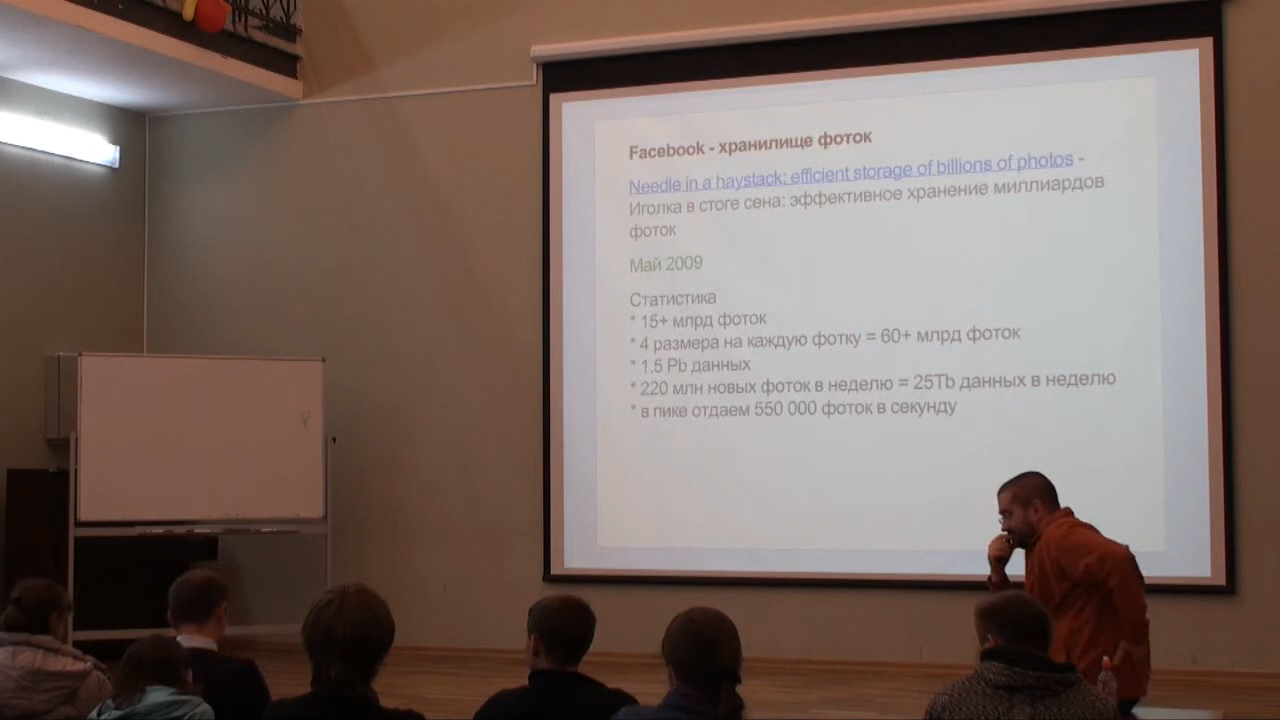 Facebook - хранилище фоток
Needle in a haystack: efficient storage of billions of photos -
Иголка в стоге сена: эффективное хранение миллиардов
фоток
Май 2009
Статистика
* 15+ млрд фоток
* 4 размера на каждую фотку = 60+ млрд фоток
* 1.5 Pb данных
* 220 млн новых фоток в неделю = 25Tb данных в неделю
* в пике отдаем 550 000 фоток в секунду